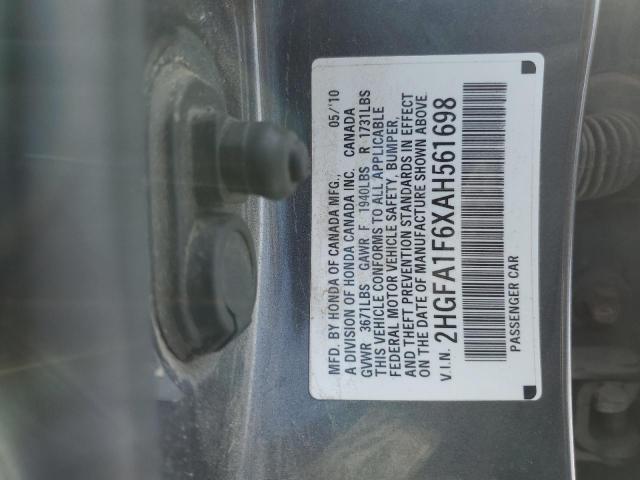 MFD. BY HONDA OF CANADA MFG., 05/'10
A DIVISION OF HONDA CANADA INC. CANADA
GVWR 3671LBS GAWR F 1940LBS R 1731LBS
THIS VEHICLE CONFORMS TO ALL APPLICABLE
FEDERAL MOTOR VEHICLE SAFETY, BUMPER,
AND THEFT PREVENTION STANDARDS IN EFFECT
ON THE DATE OF MANUFACTURE SHOWN ABOVE.
V.I.N. 2HGFA1F6XAH561698
PASSENGER CAR